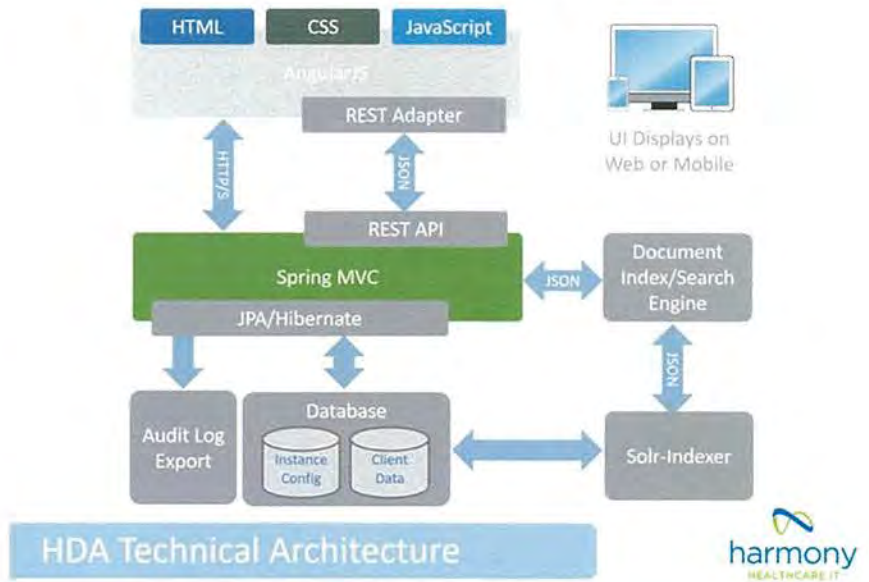 HTML
CSS
JavaScript
AngularJS
REST Adapter
UI Displays on
Web or Mobile
HTTP/S
JSON
REST API
Spring MVC
JSON
Document
Index/Search
Engine
JPA/Hibernate
JSON
Audit Log
Export
Database
Instance
Config
Client
Data
Solr-Indexer
HDA Technical Architecture
harmony
HEALTHCARE IT